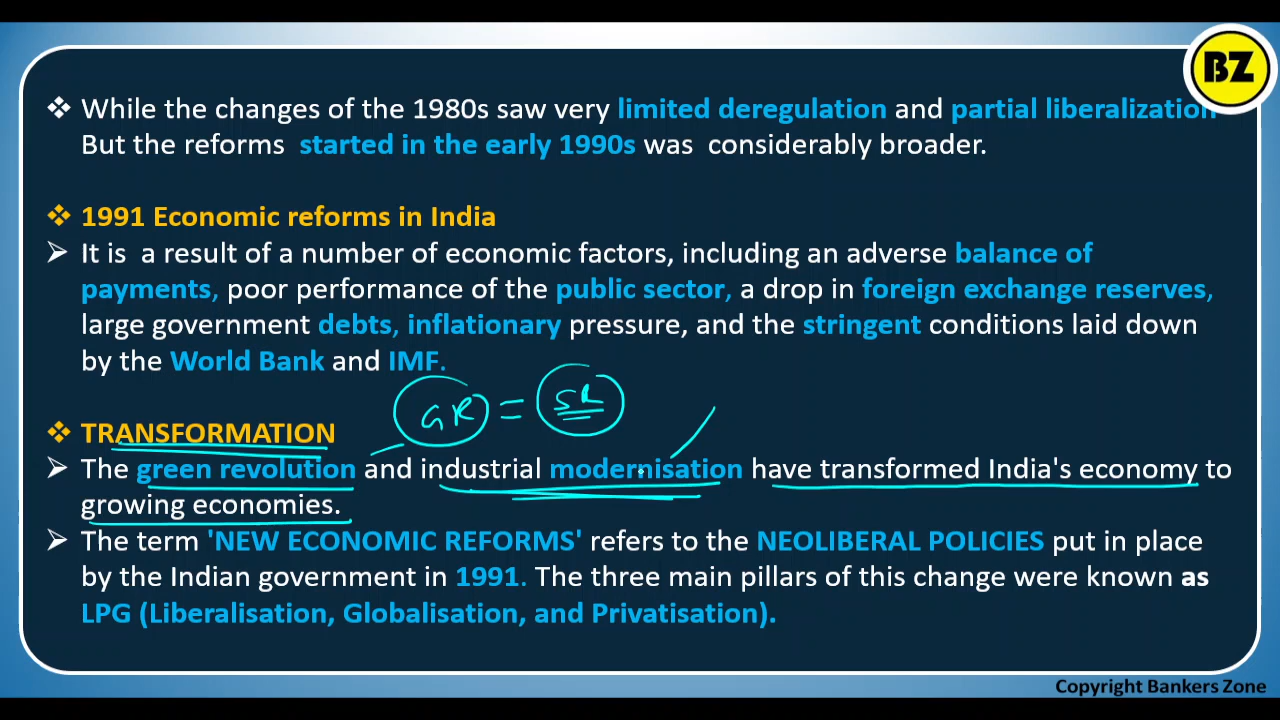 BZ
❖ While the changes of the 1980s saw very limited deregulation and partial liberalization
But the reforms started in the early 1990s was considerably broader.
❖ 1991 Economic reforms in India
➢ It is a result of a number of economic factors, including an adverse balance of
payments, poor performance of the public sector, a drop in foreign exchange reserves,
large government debts, inflationary pressure, and the stringent conditions laid down
by the World Bank and IMF.
GR = SR
❖ TRANSFORMATION
➢ The green revolution and industrial modernisation have transformed India's economy to
growing economies.
➢ The term 'NEW ECONOMIC REFORMS' refers to the NEOLIBERAL POLICIES put in place
by the Indian government in 1991. The three main pillars of this change were known as
LPG (Liberalisation, Globalisation, and Privatisation).
Copyright Bankers Zone